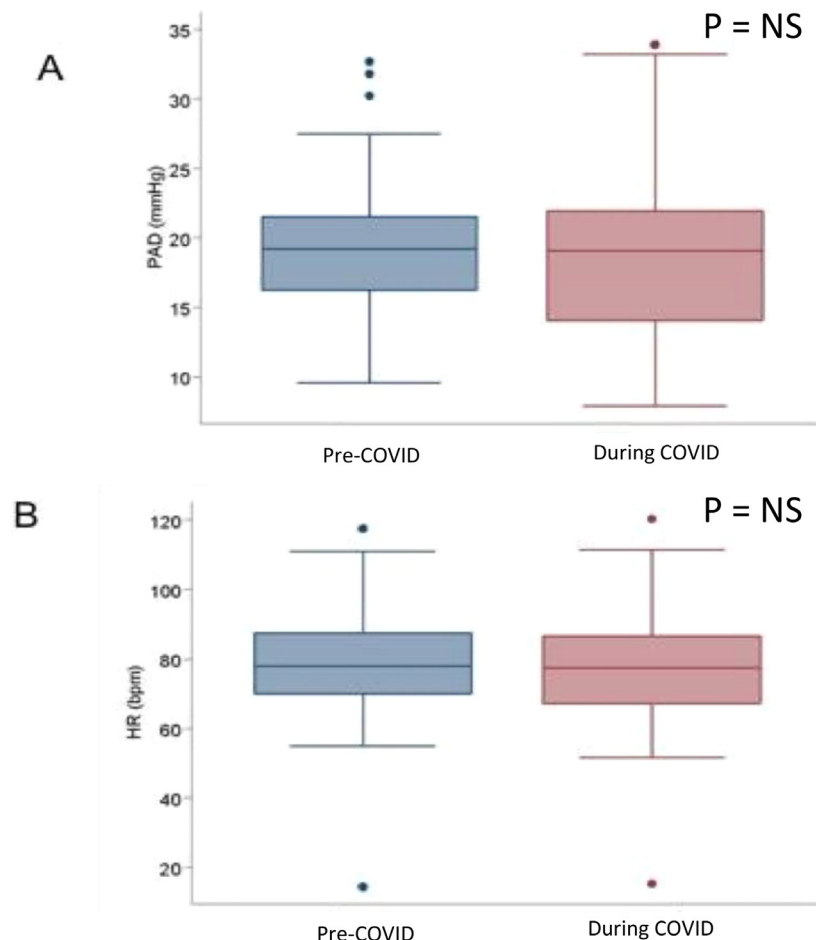 A
P = NS
PAD (mmHg)
35
30
25
20
15
10
Pre-COVID
During COVID
B
P = NS
HR (bpm)
120
100
80
60
40
20
Pre-COVID
During COVID